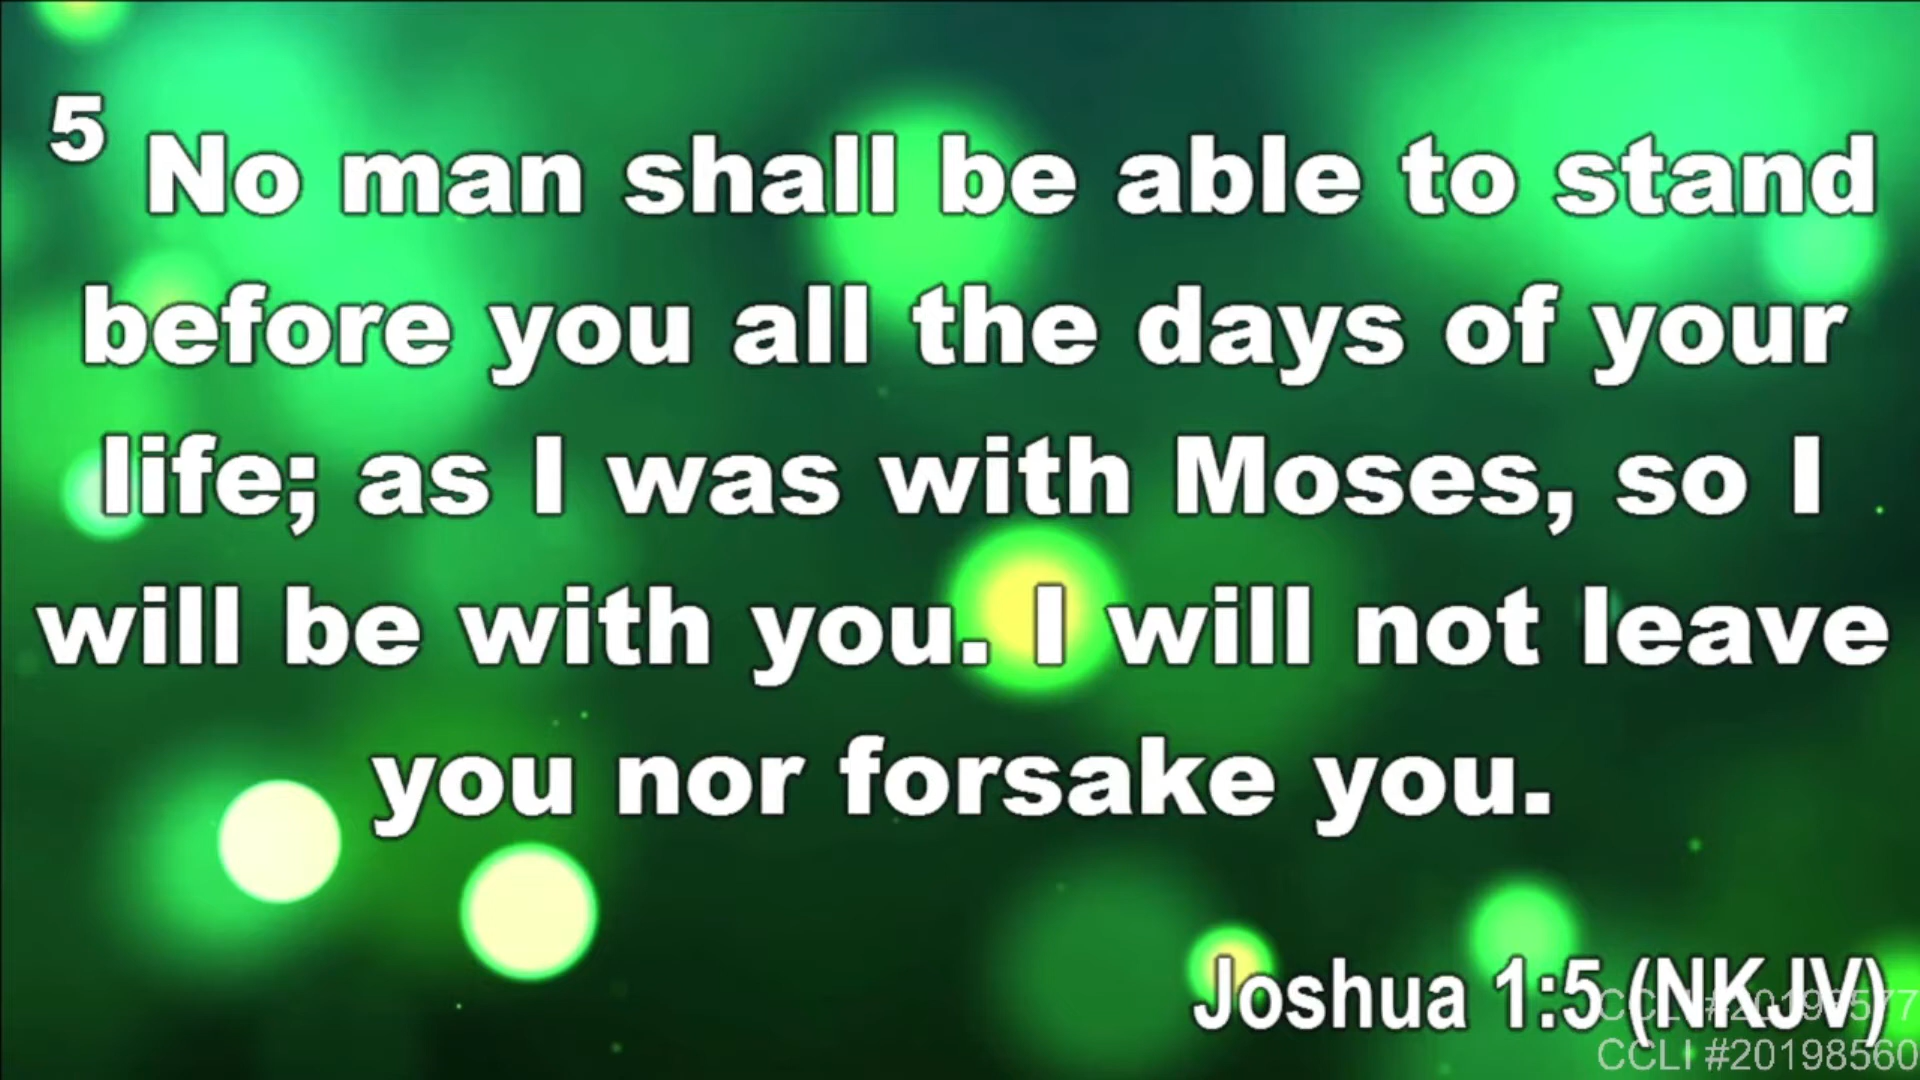 5 No man shall be able to stand
before you all the days of your
life; as I was with Moses, so I
will be with you. I will not leave
you nor forsake you.
Joshua 1:5 (NKJV)
CCLI #20198577
CCLI #20198560